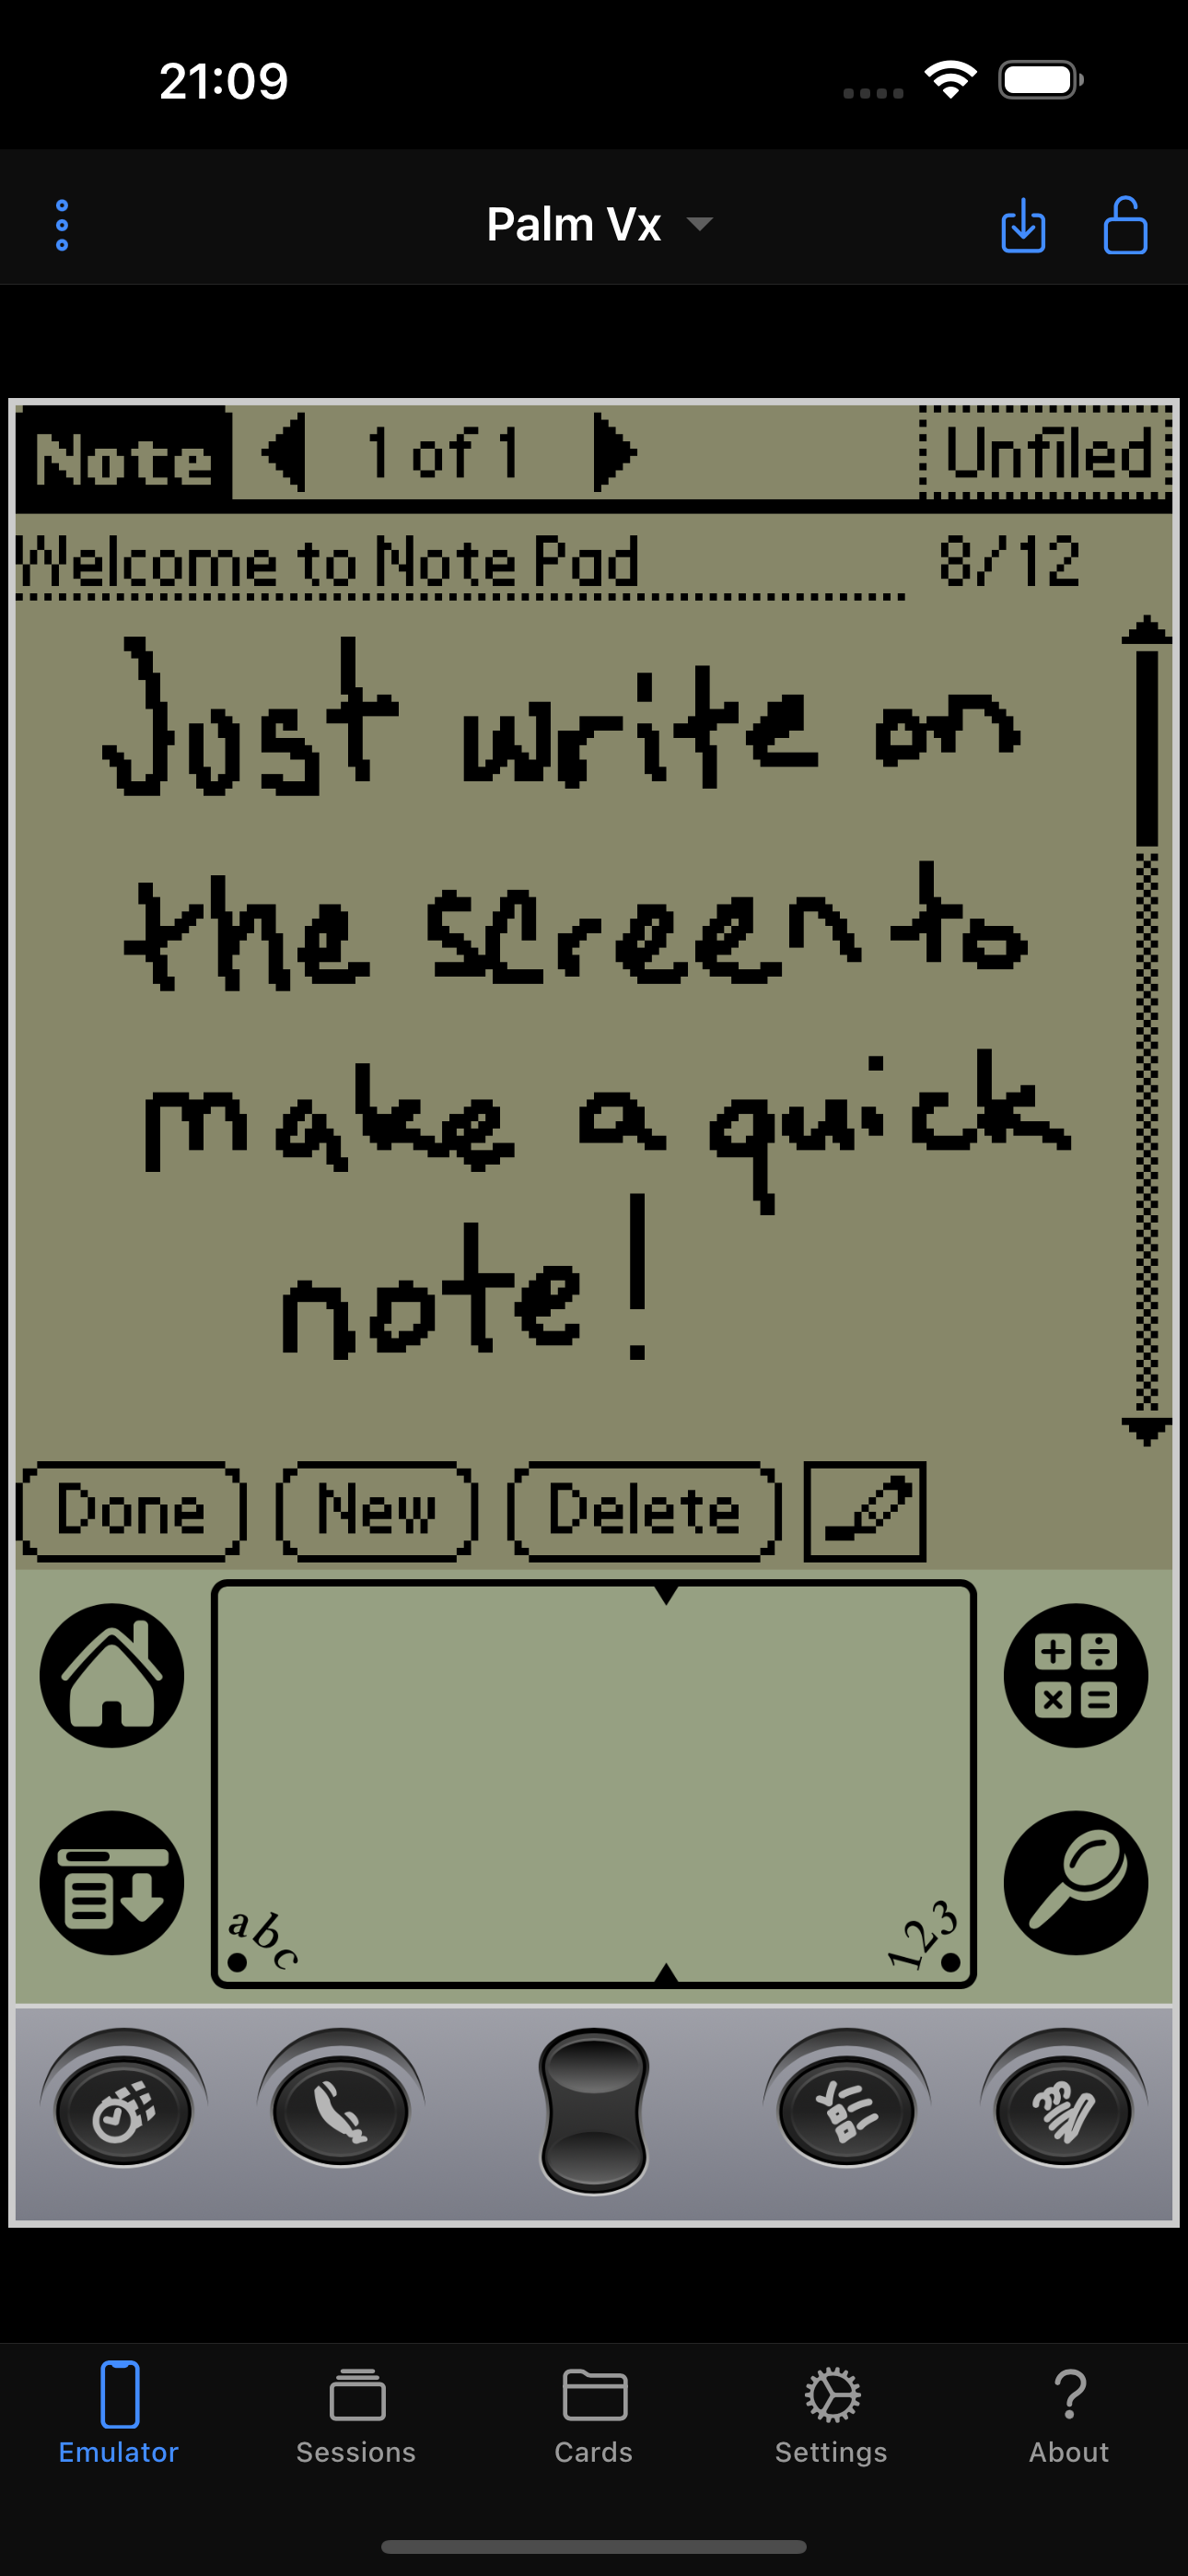 21:09
Palm Vx
Note 1 of 1 Unfiled
Welcome to Note Pad 8/12
Just write on
the screen to
make a quick
note!
Done New Delete
abc 123
Emulator Sessions Cards Settings About